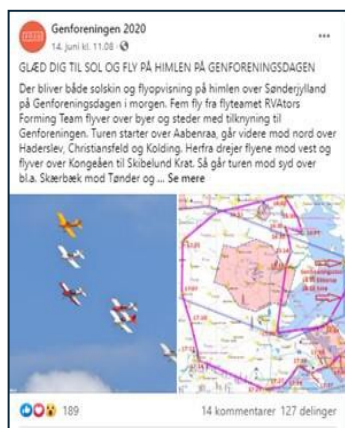 Genforeningen 2020
14. juni kl. 11.08 ·
GLÆD DIG TIL SOL OG FLY PÅ HIMLEN PÅ GENFORENINGSDAGEN
Der bliver både solskin og flyopvisning på himlen over Sønderjylland
på Genforeningsdagen i morgen. Fem fly fra flyteamet RVAtors
Forming Team flyver over byer og steder med tilknyning til
Genforeningen. Turen starter over Aabenraa, går videre mod nord over
Haderslev, Christiansfeld og Kolding. Herfra drejer flyene mod vest og
flyver over Kongeåen til Skibelund Krat. Så går turen mod syd over
bl.a. Skærbæk mod Tønder og ... Se mere
189
14 kommentarer 127 delinger